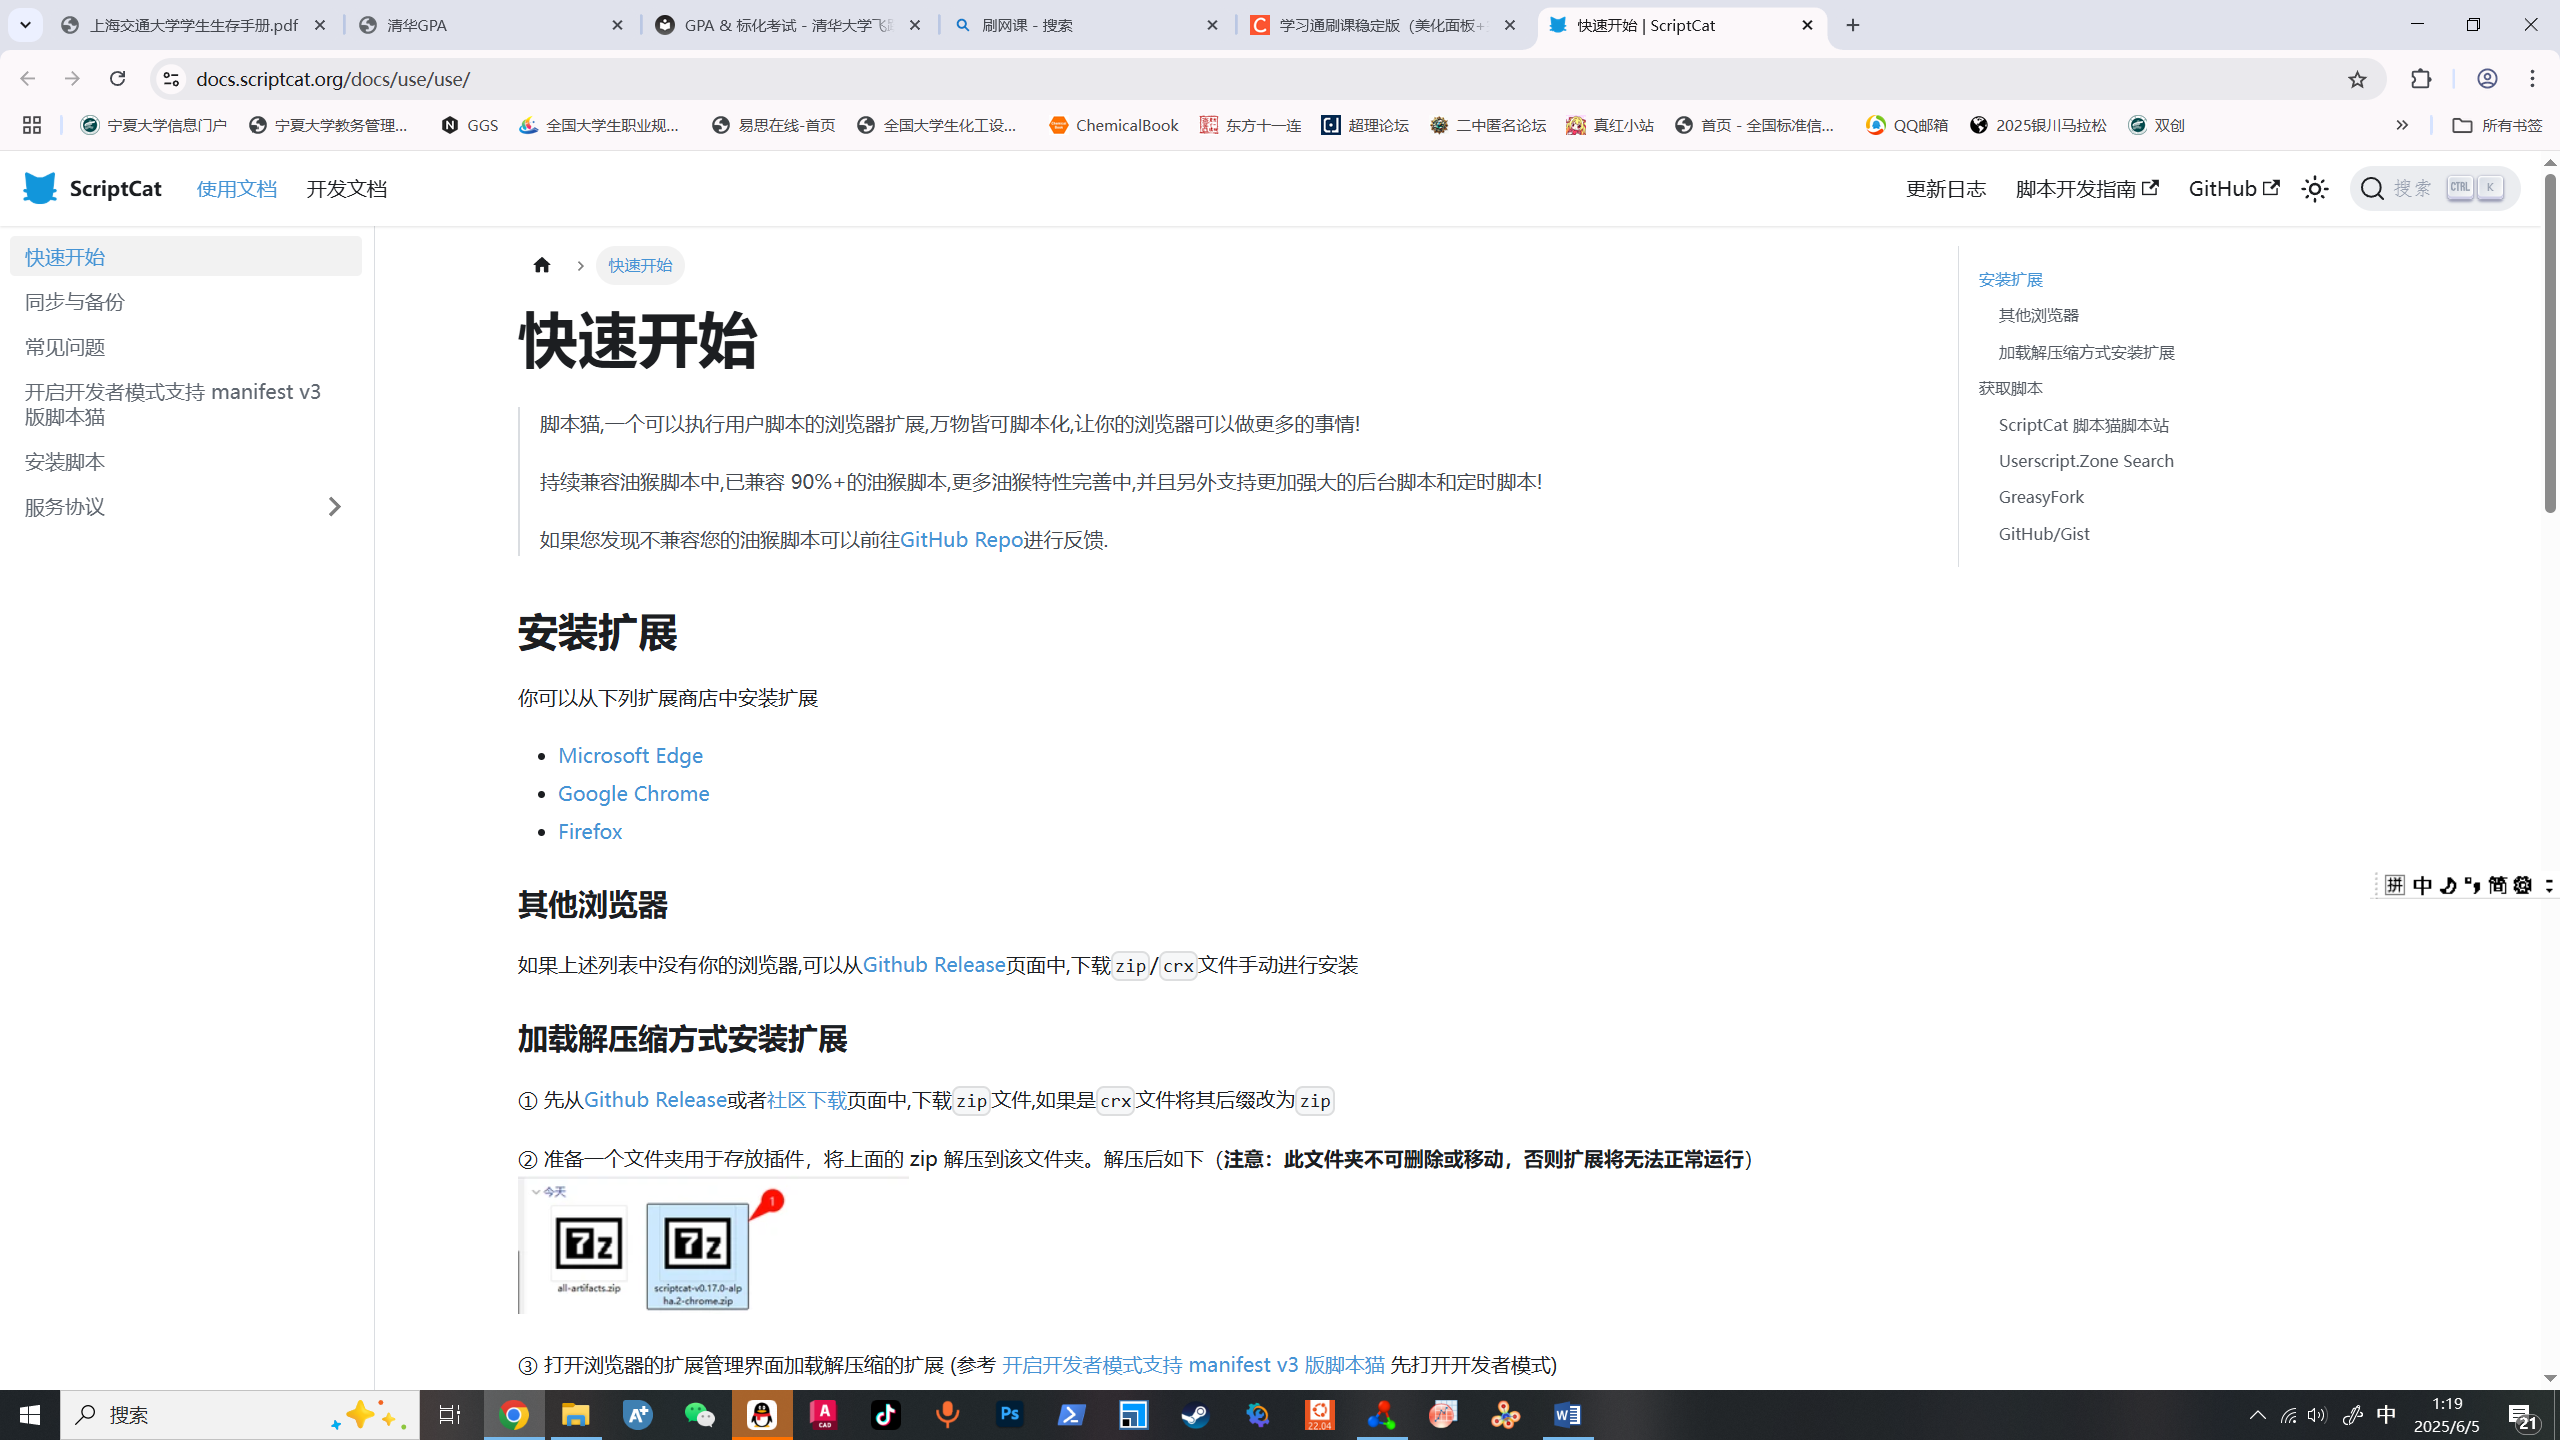 上海交通大学学生生存手册.pdf
清华GPA
GPA & 标化考试 - 清华大学飞
刷网课 - 搜索
学习通刷课稳定版（美化面板+
快速开始 | ScriptCat
docs.scriptcat.org/docs/use/use/
宁夏大学信息门户
宁夏大学教务管理...
GGS
全国大学生职业规...
易思在线-首页
全国大学生化工设...
ChemicalBook
东方十一连
超理论坛
二中匿名论坛
真红小站
首页 - 全国标准信...
QQ邮箱
2025银川马拉松
双创
所有书签
ScriptCat
使用文档
开发文档
更新日志
脚本开发指南
GitHub
搜索
CTRL
K
快速开始
同步与备份
常见问题
开启开发者模式支持 manifest v3
版脚本猫
安装脚本
服务协议
快速开始
快速开始
脚本猫,一个可以执行用户脚本的浏览器扩展,万物皆可脚本化,让你的浏览器可以做更多的事情!
持续兼容油猴脚本中,已兼容 90%+的油猴脚本,更多油猴特性完善中,并且另外支持更加强大的后台脚本和定时脚本!
如果您发现不兼容您的油猴脚本可以前往GitHub Repo进行反馈.
安装扩展
你可以从下列扩展商店中安装扩展
Microsoft Edge
Google Chrome
Firefox
其他浏览器
如果上述列表中没有你的浏览器,可以从Github Release页面中,下载zip/crx文件手动进行安装
加载解压缩方式安装扩展
① 先从Github Release或者社区下载页面中,下载zip文件,如果是crx文件将其后缀改为zip
② 准备一个文件夹用于存放插件，将上面的 zip 解压到该文件夹。解压后如下（注意：此文件夹不可删除或移动，否则扩展将无法正常运行）
今天
1
7z
7z
all-artifacts.zip
scriptcat-v0.17.0-alp
ha.2-chrome.zip
③ 打开浏览器的扩展管理界面加载解压缩的扩展 (参考 开启开发者模式支持 manifest v3 版脚本猫 先打开开发者模式)
安装扩展
其他浏览器
加载解压缩方式安装扩展
获取脚本
ScriptCat 脚本猫脚本站
Userscript.Zone Search
GreasyFork
GitHub/Gist
拼 中 简
搜索
A CAD
Ps
22.04
中
1:19
2025/6/5
21